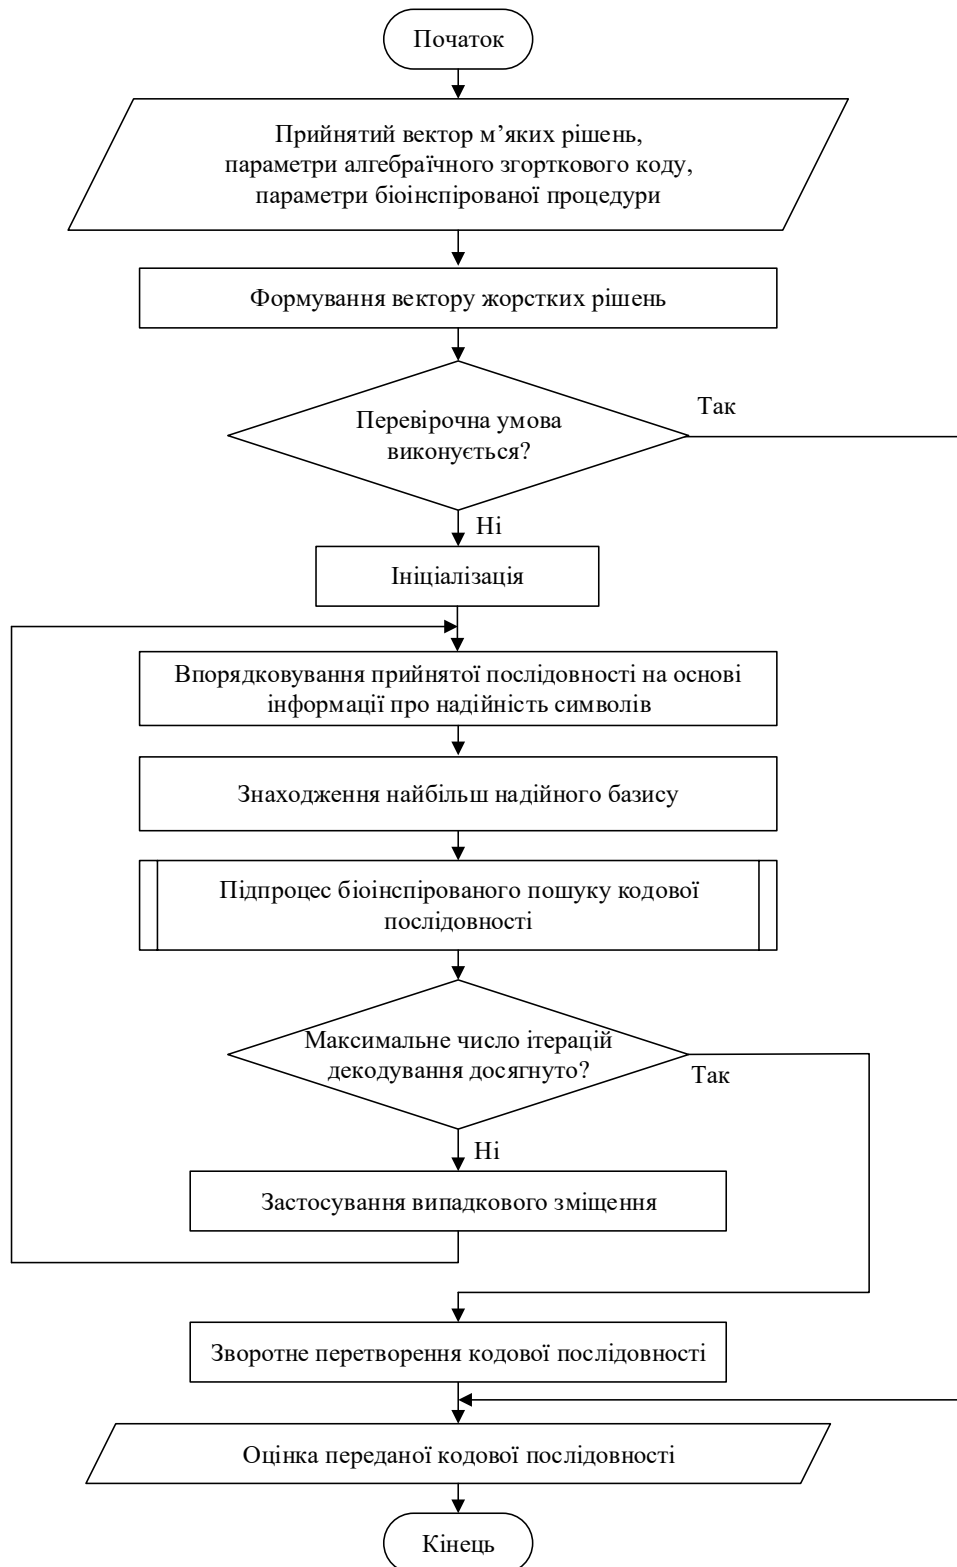 Початок
Прийнятий вектор м’яких рішень,
параметри алгебраїчного згорткового коду,
параметри біоінспірованої процедури
Формування вектору жорстких рішень
Перевірочна умова
виконується?
Так
Ні
Ініціалізація
Впорядковування прийнятої послідовності на основі
інформації про надійність символів
Знаходження найбільш надійного базису
Підпроцес біоінспірованого пошуку кодової
послідовності
Максимальне число ітерацій
декодування досягнуто?
Так
Ні
Застосування випадкового зміщення
Зворотне перетворення кодової послідовності
Оцінка переданої кодової послідовності
Кінець